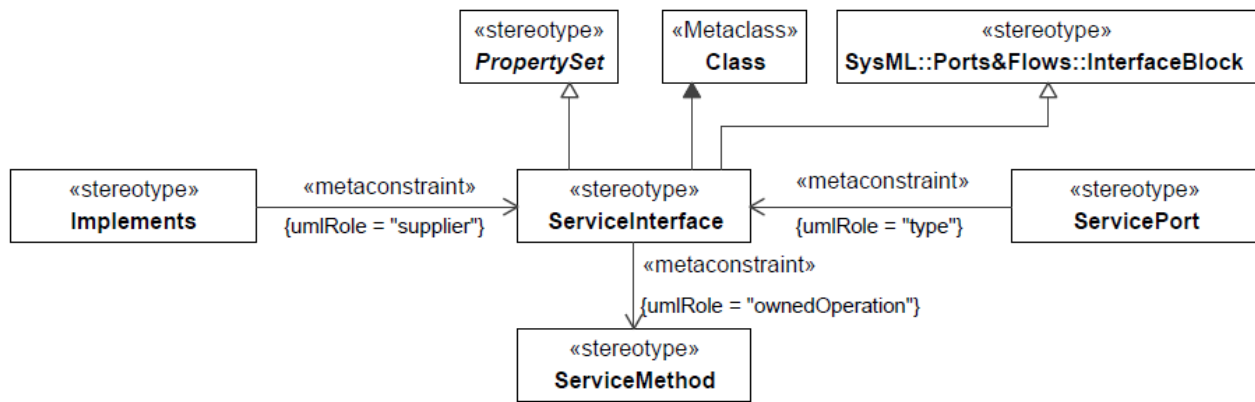 «stereotype»
PropertySet
«Metaclass»
Class
«stereotype»
SysML::Ports&Flows::InterfaceBlock
«stereotype»
Implements
«metaconstraint»
{umlRole = "supplier"}
«stereotype»
ServiceInterface
«metaconstraint»
{umlRole = "type"}
«stereotype»
ServicePort
«metaconstraint»
{umlRole = "ownedOperation"}
«stereotype»
ServiceMethod